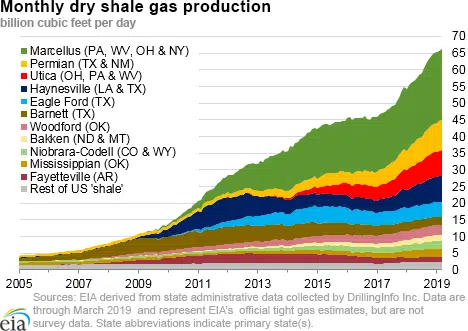 Monthly dry shale gas production
billion cubic feet per day
Marcellus (PA, WV, OH & NY)
Permian (TX & NM)
Utica (OH, PA & WV)
Haynesville (LA & TX)
Eagle Ford (TX)
Barnett (TX)
Woodford (OK)
Bakken (ND & MT)
Niobrara-Codell (CO & WY)
Mississippian (OK)
Fayetteville (AR)
Rest of US 'shale'
70
65
60
55
50
45
40
35
30
25
20
15
10
5
0
2005 2007 2009 2011 2013 2015 2017 2019
Sources: EIA derived from state administrative data collected by DrillingInfo Inc. Data are
through March 2019 and represent EIA's official tight gas estimates, but are not
survey data. State abbreviations indicate primary state(s).
eia